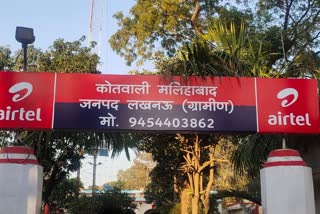 कोतवाली मलिहाबाद
airtel
जनपद लखनऊ (ग्रामीण)
airtel
मो. 9454403862